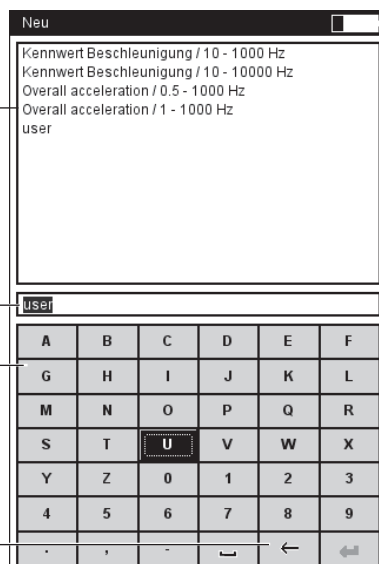 Neu
Kennwert Beschleunigung / 10 - 1000 Hz
Kennwert Beschleunigung / 10 - 10000 Hz
Overall acceleration / 0.5 - 1000 Hz
Overall acceleration / 1 - 1000 Hz
user
user
A B C D E F
G H I J K L
M N O P Q R
S T U V W X
Y Z 0 1 2 3
4 5 6 7 8 9
. , - ←